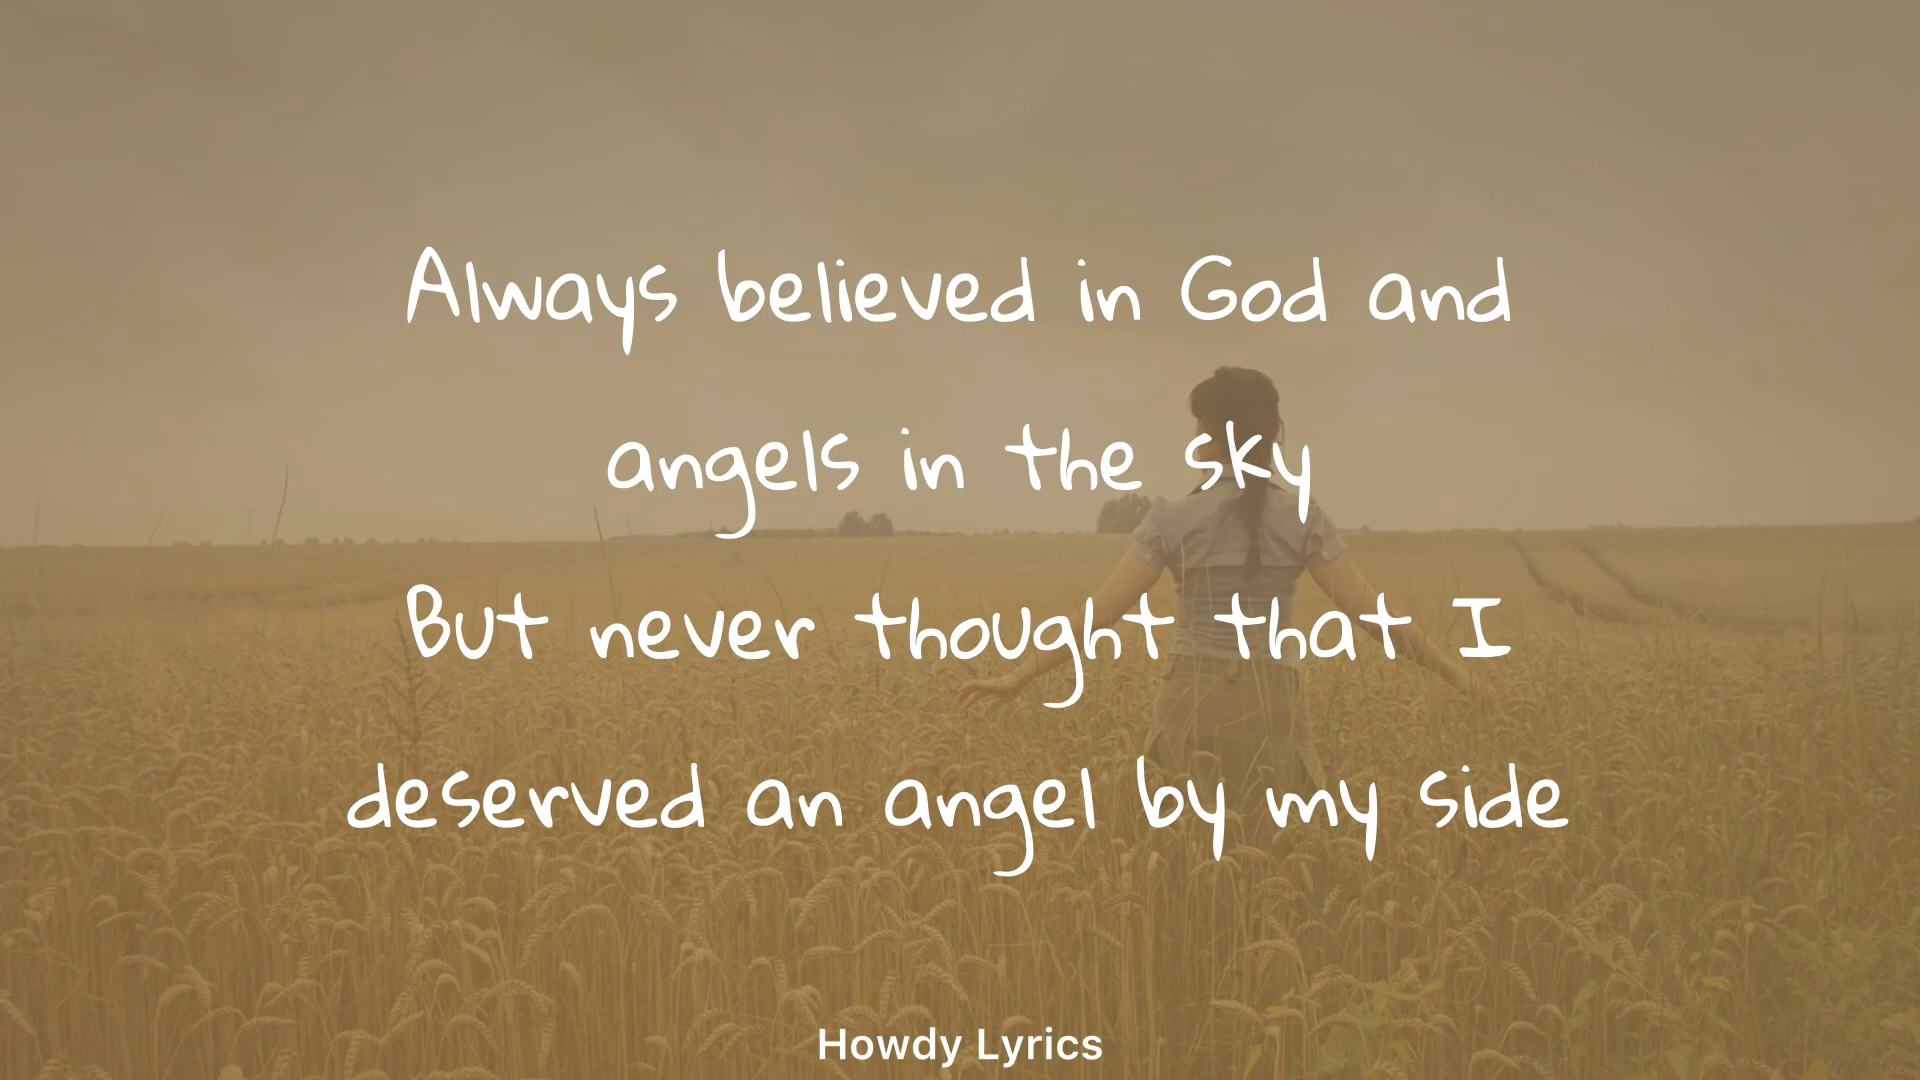 Always believed in God and
angels in the sky
But never thought that I
deserved an angel by my side
Howdy Lyrics